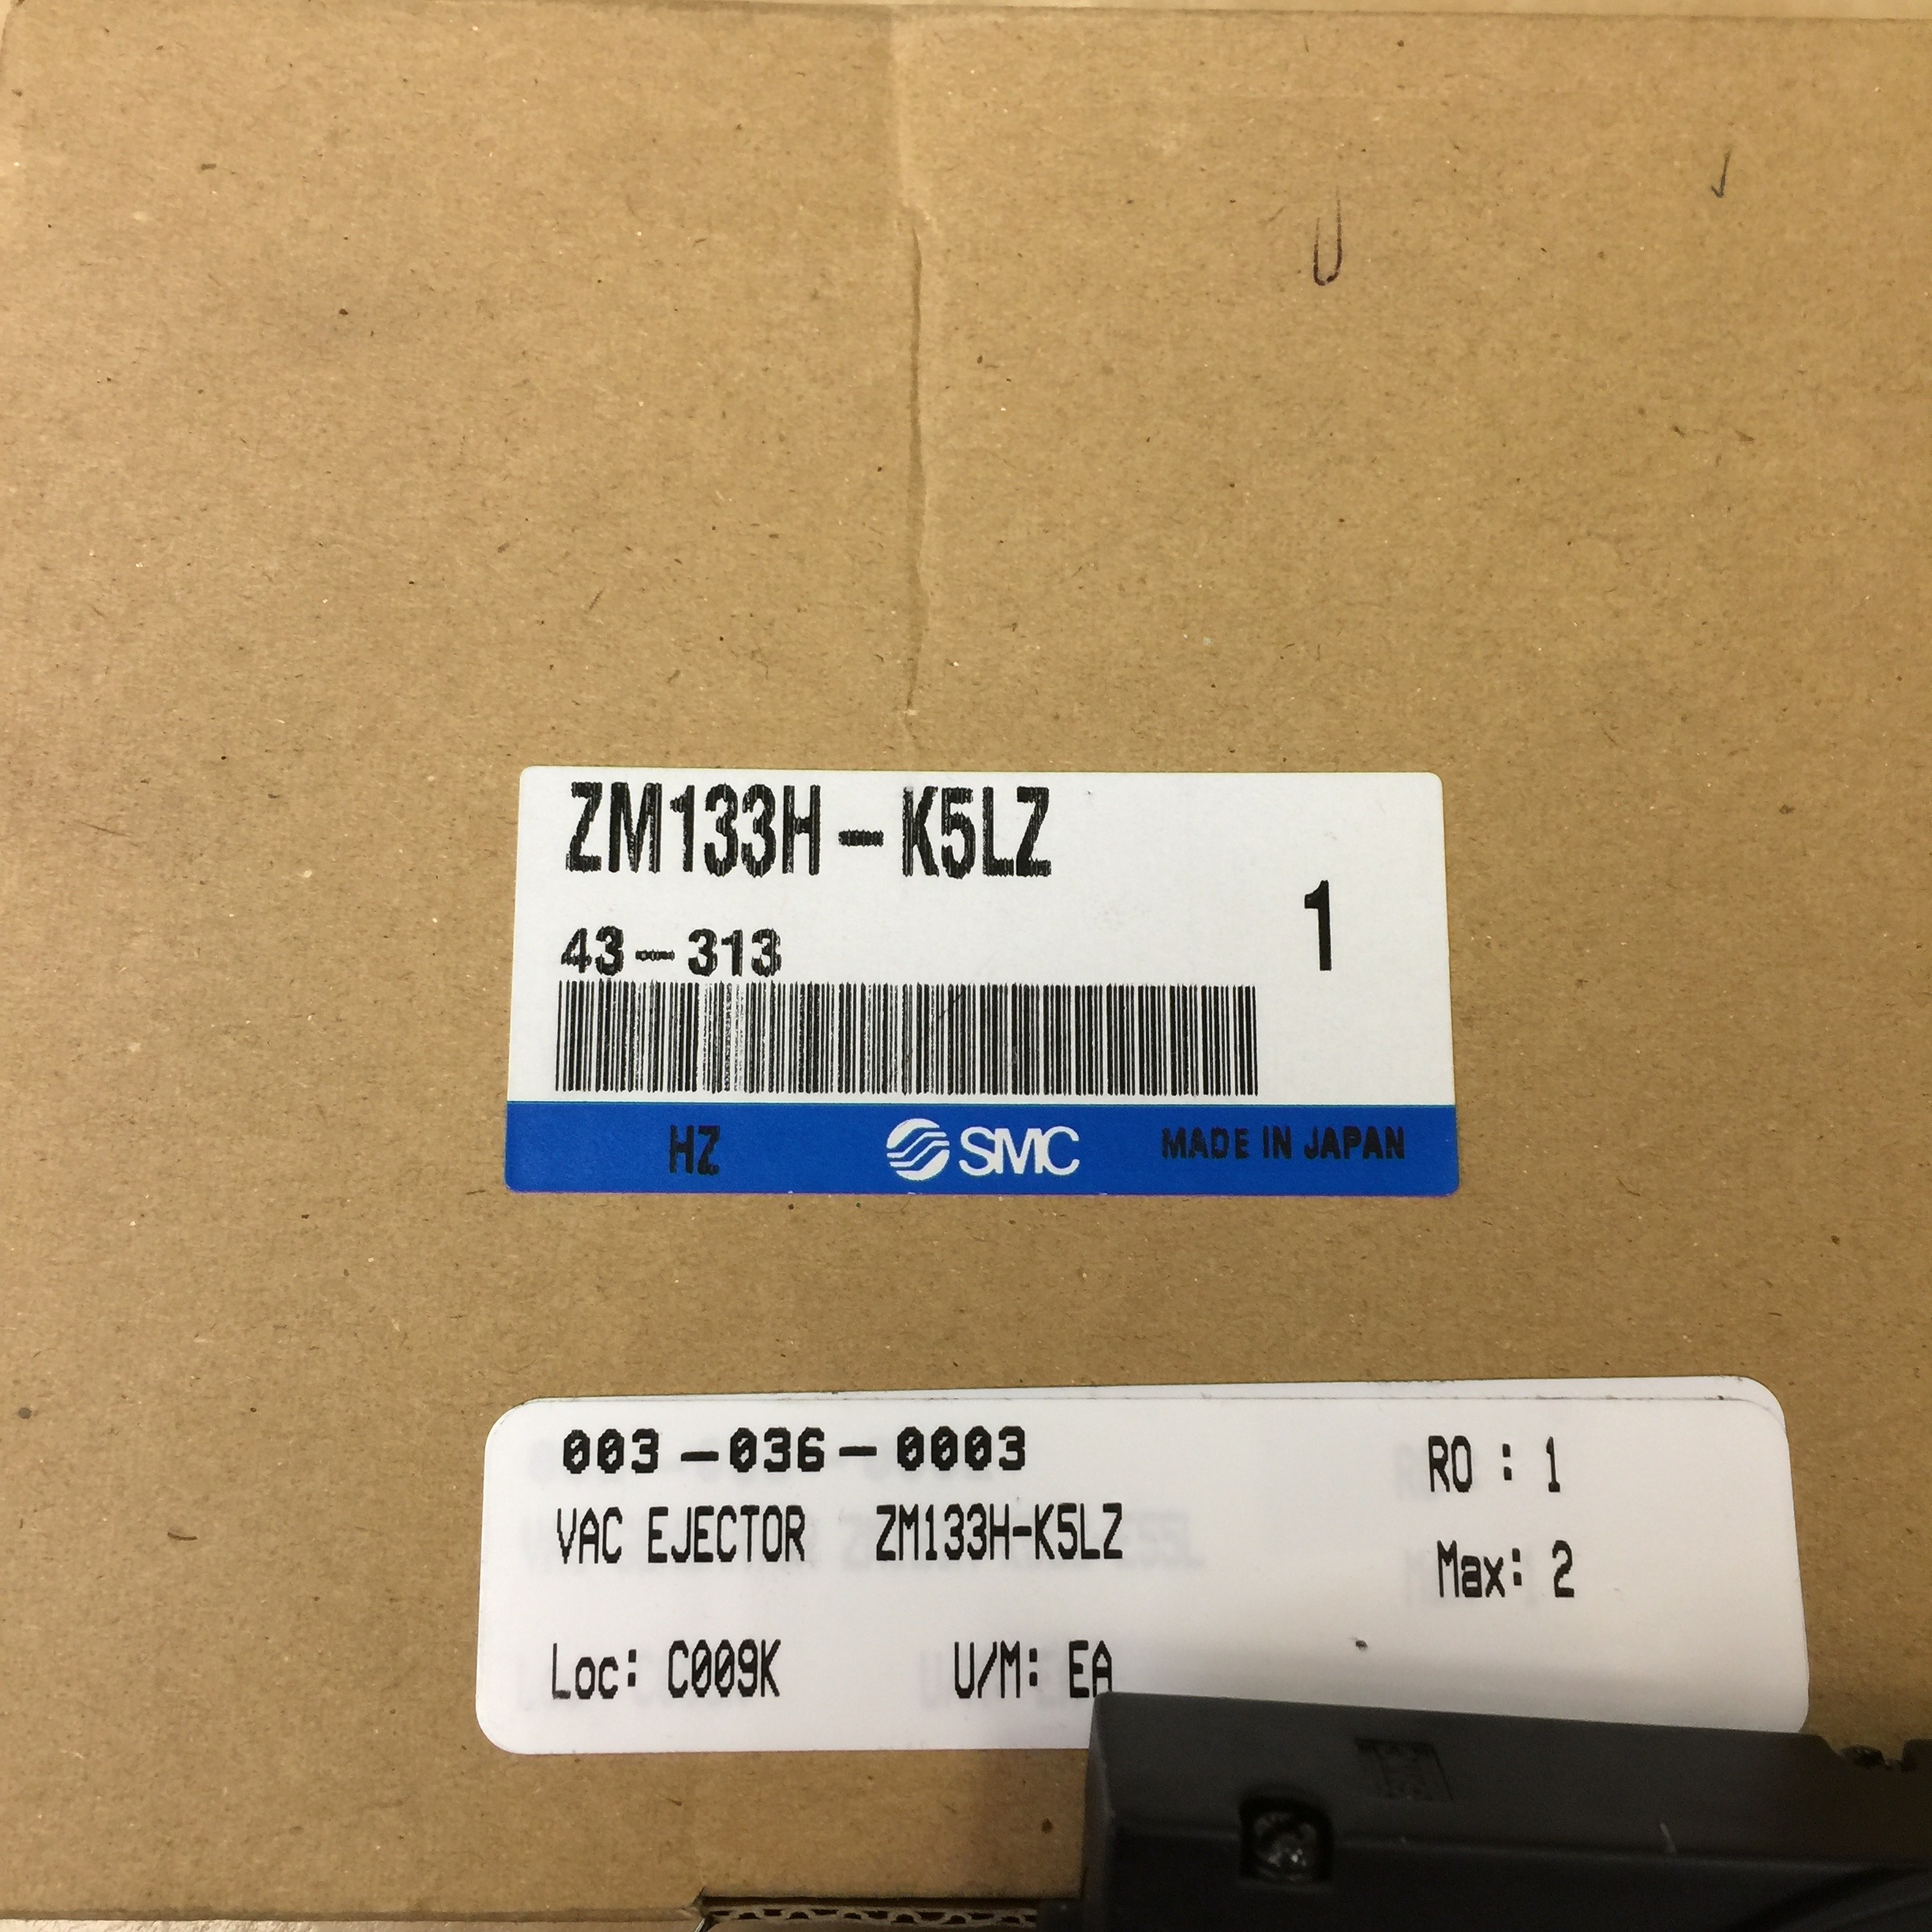 U
ZM133H-K5LZ
43-313
1
HZ
SMC
MADE IN JAPAN
003-036-0003
RO : 1
VAC EJECTOR ZM133H-K5LZ
Max: 2
Loc: C009K
U/M: EA